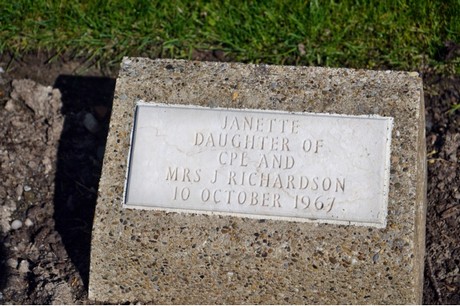 JANETTE
DAUGHTER OF
CPL AND
MRS J RICHARDSON
10 OCTOBER 1967